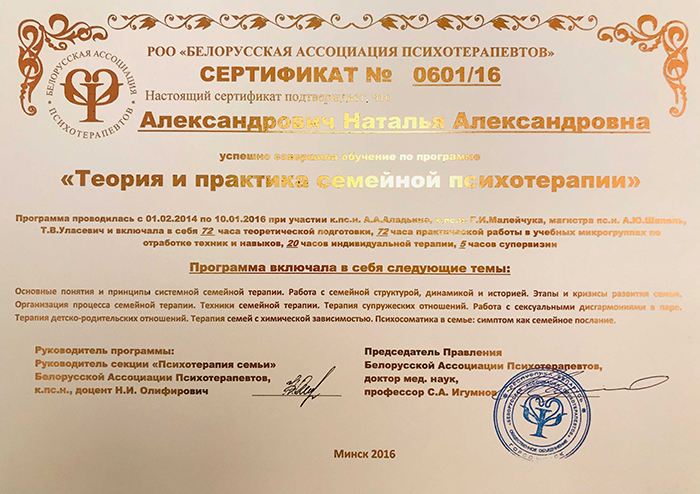 БЕЛОРУССКАЯ АССОЦИАЦИЯ ПСИХОТЕРАПЕВТОВ
РОО «БЕЛОРУССКАЯ АССОЦИАЦИЯ ПСИХОТЕРАПЕВТОВ»
СЕРТИФИКАТ № 0601/16
Настоящий сертификат подтверждает, что
Александрович Наталья Александровна
успешно совершила обучение по программе
«Теория и практика семейной психотерапии»
Программа проводилась с 01.02.2014 по 10.01.2016 при участии к.пс.н. А.А.Аладьина, к.пс.н. Г.И.Малейчука, магистра пс.н. А.Ю.
Т.В.Уласевич и включала в себя 72 часа теоретической подготовки, 72 часа практической работы в учебных микрогруппах по
отработке техник и навыков, 20 часов индивидуальной терапии, 5 часов супервизии
Программа включала в себя следующие темы:
Основные понятия и принципы системной семейной терапии. Работа с семейной структурой, динамикой и историей. Этапы и кризисы развития семьи.
Организация процесса семейной терапии. Техники семейной терапии. Терапия супружеских отношений. Работа с сексуальными дисгармониями в паре.
Терапия детско-родительских отношений. Терапия семей с химической зависимостью. Психосоматика в семье: симптом как семейное послание.
Руководитель программы:
Руководитель секции «Психотерапия семьи»
Белорусской Ассоциации Психотерапевтов,
к.пс.н., доцент Н.И. Олифирович
Председатель Правления
Белорусской Ассоциации Психотерапевтов,
доктор мед. наук,
профессор С.А. Игумнов
Минск 2016